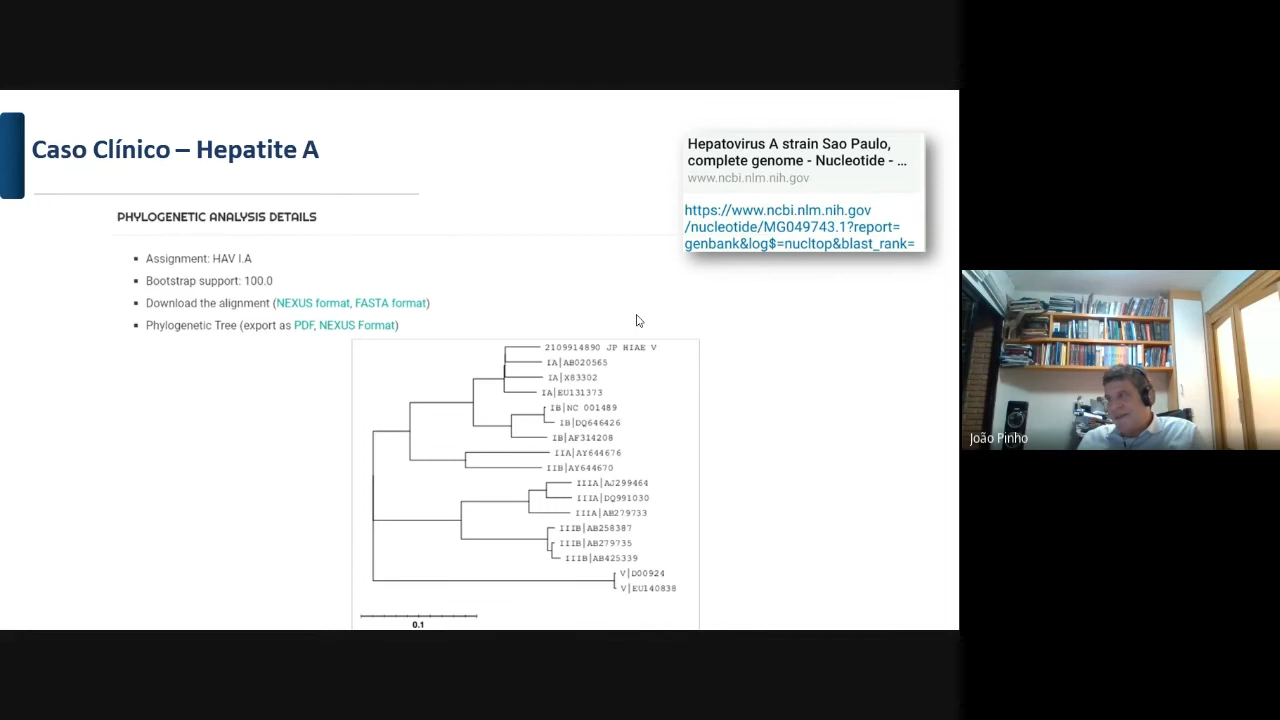 Caso Clínico – Hepatite A
Hepatovirus A strain Sao Paulo,
complete genome - Nucleotide - ...
www.ncbi.nlm.nih.gov
https://www.ncbi.nlm.nih.gov
/nucleotide/MG049743.1?report=
genbank&log$=nucltop&blast_rank=
PHYLOGENETIC ANALYSIS DETAILS
Assignment: HAV I.A
Bootstrap support: 100.0
Download the alignment (NEXUS format, FASTA format)
Phylogenetic Tree (export as PDF, NEXUS Format)
2109914890 JP HIAE V
IA|AB020565
IA|X83302
IA|EU131373
IB|NC 001489
IB|DQ646426
IB|AF314208
IIA|AY644676
IIB|AY644670
IIIA|AJ299464
IIIA|DQ991030
IIIA|AB279733
IIIB|AB258387
IIIB|AB279735
IIIB|AB425339
V|D00924
V|EU140838
0.1
João Pinho